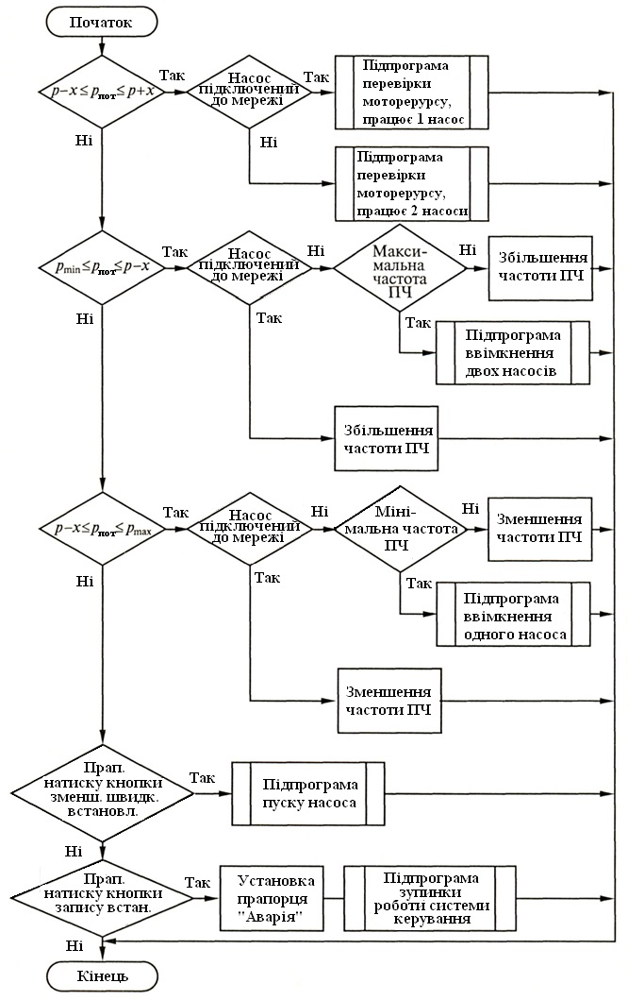 Початок
p−x≤pпот≤p+x
Так
Насос
підключений
до мережі
Так
Підпрограма
перевірки
моторерурсу,
працює 1 насос
Ні
Ні
Підпрограма
перевірки
моторерурсу,
працює 2 насоси
pmin≤pпот≤p−x
Так
Насос
підключений
до мережі
Ні
Макси-
мальна
частота
ПЧ
Ні
Збільшення
частоти ПЧ
Ні
Так
Так
Підпрограма
ввімкнення
двох насосів
Збільшення
частоти ПЧ
p−x≤pпот≤pmax
Так
Насос
підключений
до мережі
Ні
Міні-
мальна частота
ПЧ
Ні
Зменшення
частоти ПЧ
Ні
Так
Так
Підпрограма
ввімкнення
одного насоса
Зменшення
частоти ПЧ
Прап.
натиску кнопки
зменш. швидк.
встановл.
Так
Підпрограма
пуску насоса
Ні
Прап.
натиску кнопки
запису встан.
Так
Установка
прапорця
"Аварія"
Підпрограма
зупинки
роботи системи
керування
Ні
Кінець